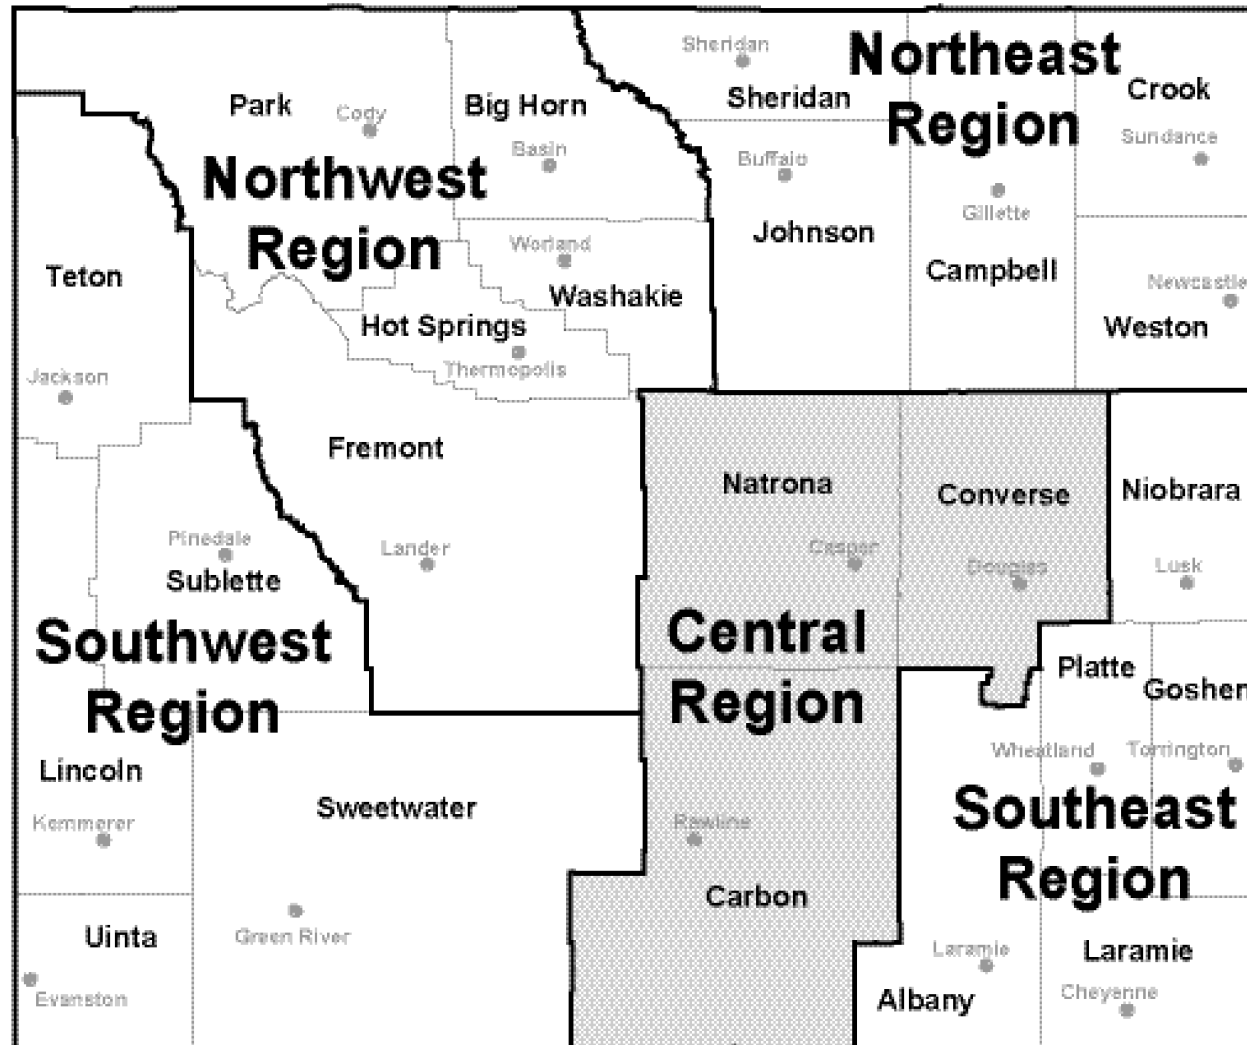 Sheridan
Northeast
Region
Sheridan
Crook
Park
Cody
Big Horn
Sundance
Basin
Buffalo
Northwest
Region
Gillette
Johnson
Worland
Teton
Campbell
Newcastle
Washakie
Hot Springs
Weston
Thermopolis
Jackson
Fremont
Natrona
Converse
Niobrara
Pinedale
Lander
Casper
Douglas
Lusk
Sublette
Southwest
Region
Central
Region
Platte
Goshen
Wheatland
Torrington
Lincoln
Sweetwater
Southeast
Region
Kemmerer
Rawlins
Carbon
Uinta
Green River
Laramie
Laramie
Evanston
Albany
Cheyenne